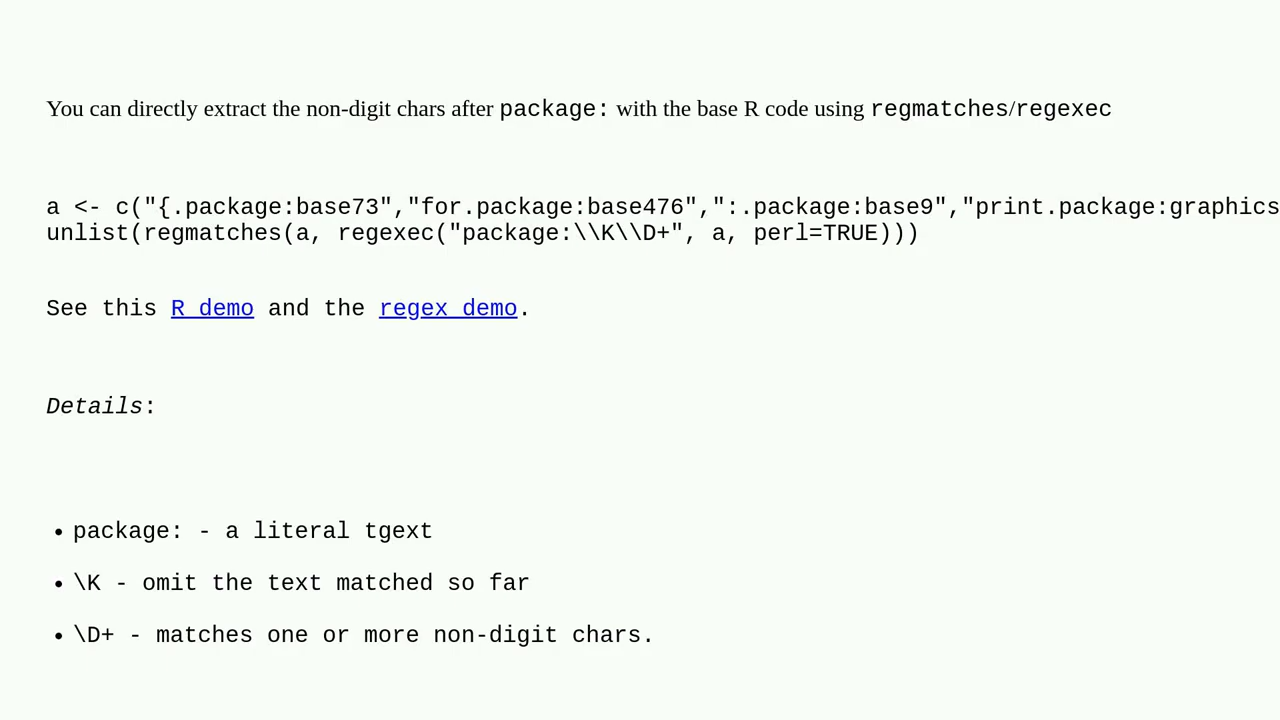 You can directly extract the non-digit chars after package: with the base R code using regmatches/regexec
a <- c("{.package:base73","for.package:base476",":.package:base9","print.package:graphics
unlist(regmatches(a, regexec("package:\\K\\D+", a, perl=TRUE)))
See this R demo and the regex demo.
Details:
• package: - a literal tgext
• \K - omit the text matched so far
• \D+ - matches one or more non-digit chars.